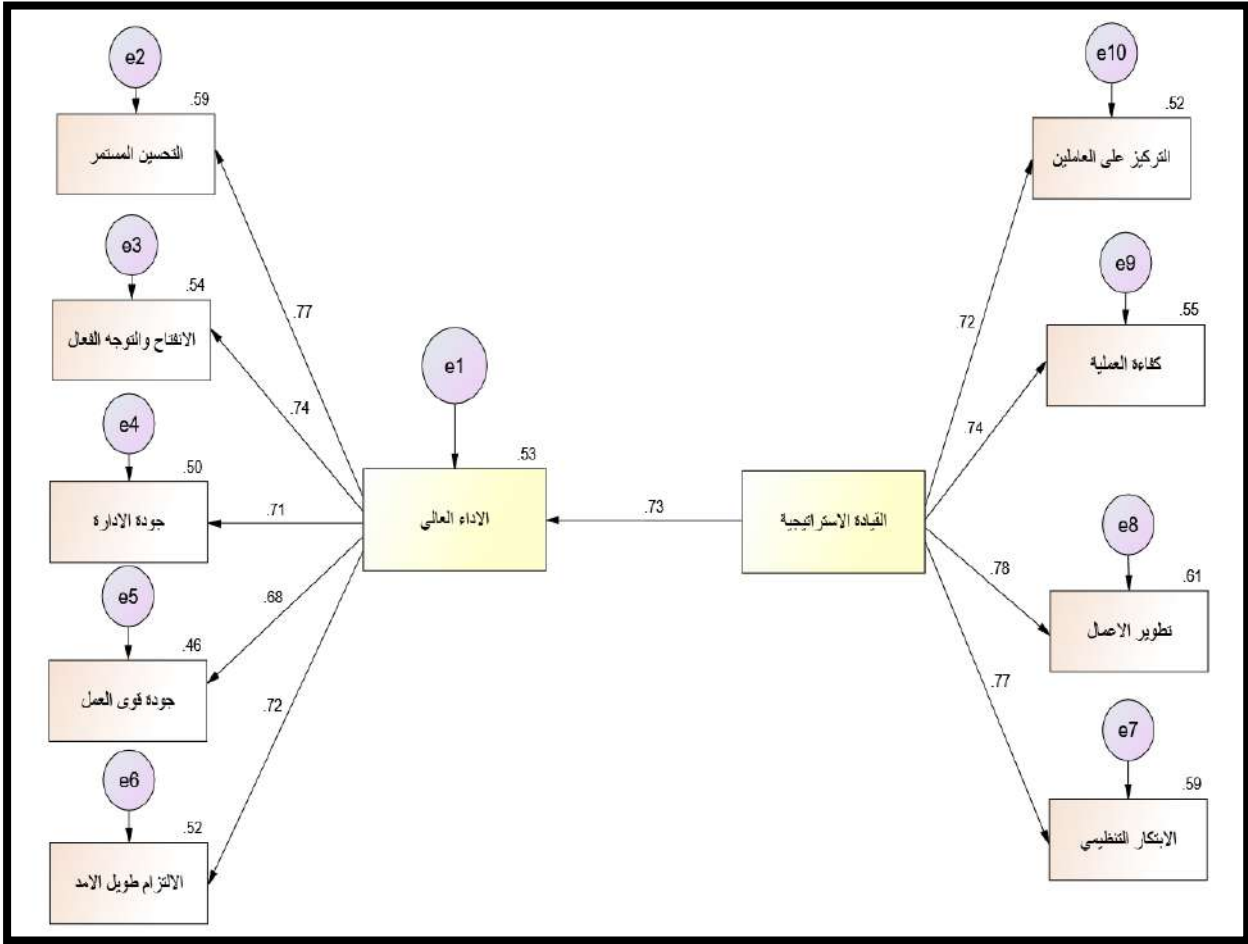 e2
.59
التحسين المستمر
e3
.54
الانفتاح والتوجه الفعال
e4
.50
جودة الادارة
e5
.46
جودة قوى العمل
e6
.52
الالتزام طويل الامد
.77
.74
.71
.68
.72
e1
.53
الاداء العالي
.73
القيادة الاستراتيجية
.72
.74
.78
.77
e10
.52
التركيز على العاملين
e9
.55
كفاءة العملية
e8
.61
تطوير الاعمال
e7
.59
الابتكار التنظيمي